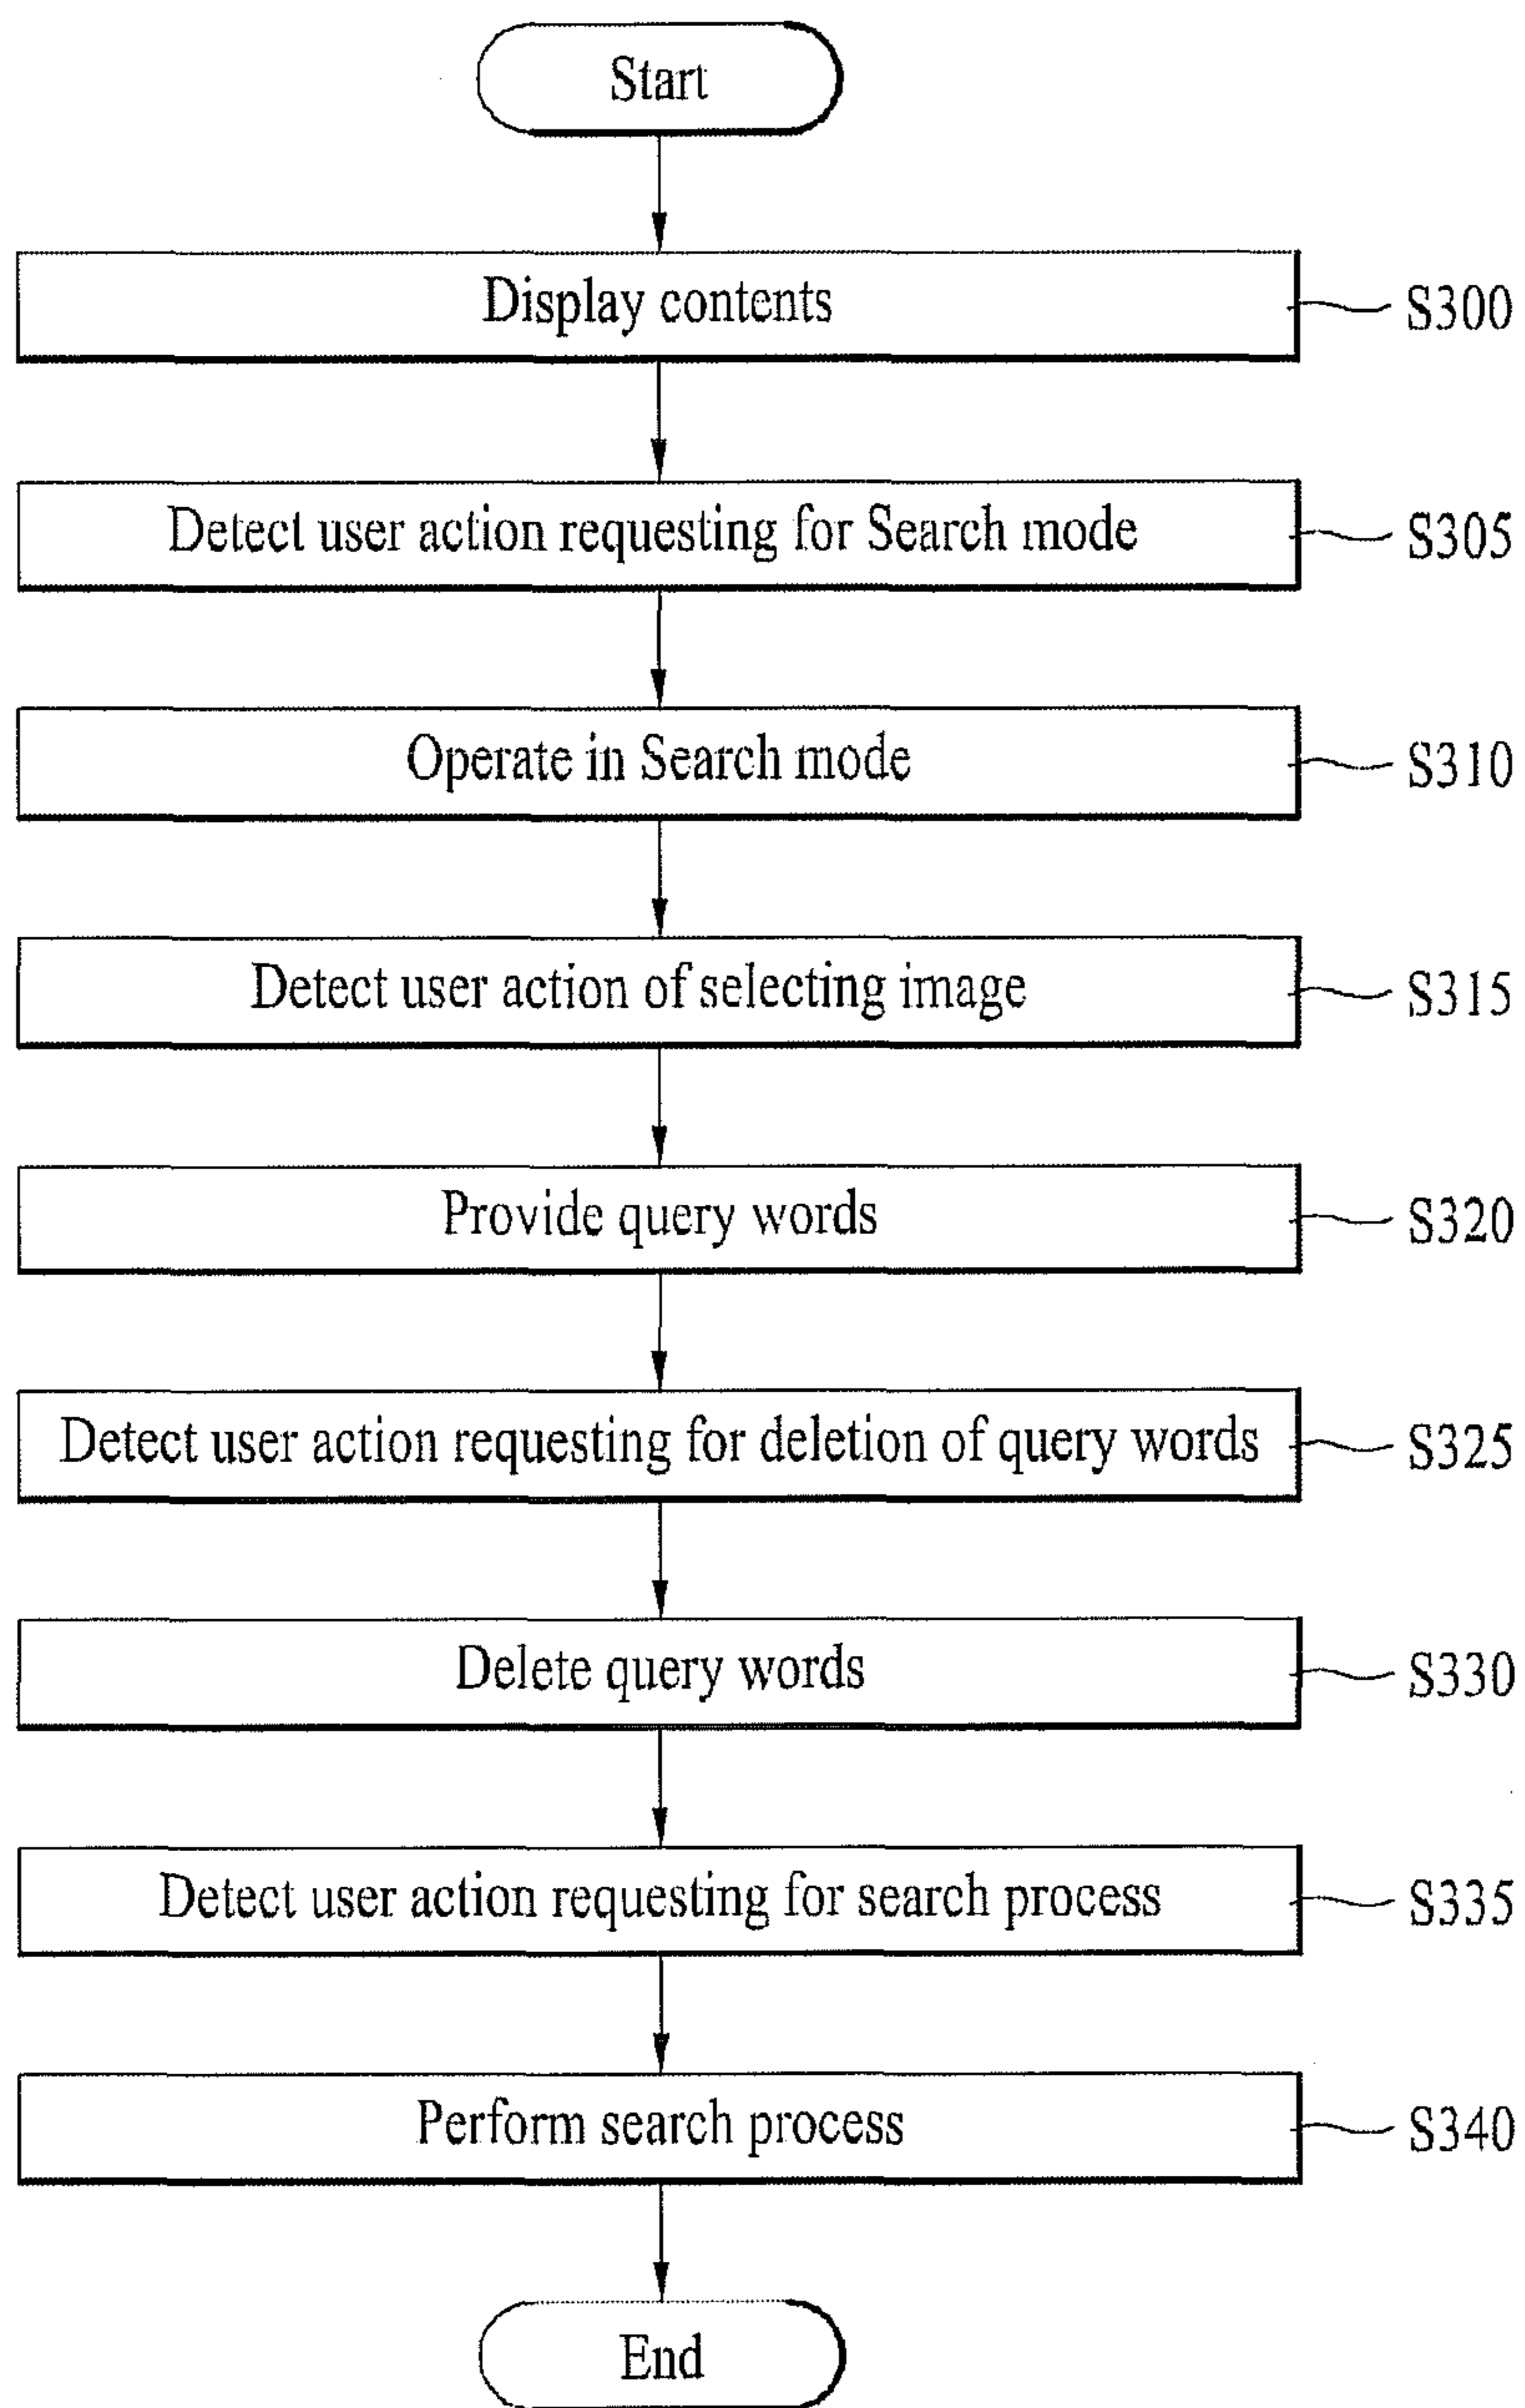 Start
Display contents
S300
Detect user action requesting for Search mode
S305
Operate in Search mode
S310
Detect user action of selecting image
S315
Provide query words
S320
Detect user action requesting for deletion of query words
S325
Delete query words
S330
Detect user action requesting for search process
S335
Perform search process
S340
End